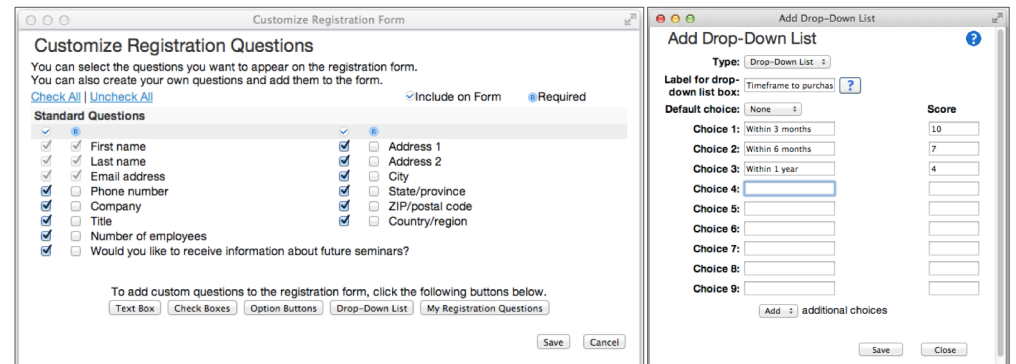 Customize Registration Form
Customize Registration Questions
You can select the questions you want to appear on the registration form.
You can also create your own questions and add them to the form.
Check All | Uncheck All
Include on Form
R Required
Standard Questions
R
R
First name
Last name
Email address
Phone number
Company
Title
Number of employees
Would you like to receive information about future seminars?
Address 1
Address 2
City
State/province
ZIP/postal code
Country/region
To add custom questions to the registration form, click the following buttons below.
Text Box Check Boxes Option Buttons Drop-Down List My Registration Questions
Save Cancel
Add Drop-Down List
Add Drop-Down List ?
Type: Drop-Down List
Label for drop-
down list box: Timeframe to purchas ?
Default choice: None Score
Choice 1: Within 3 months 10
Choice 2: Within 6 months 7
Choice 3: Within 1 year 4
Choice 4:
Choice 5:
Choice 6:
Choice 7:
Choice 8:
Choice 9:
Add additional choices
Save Close